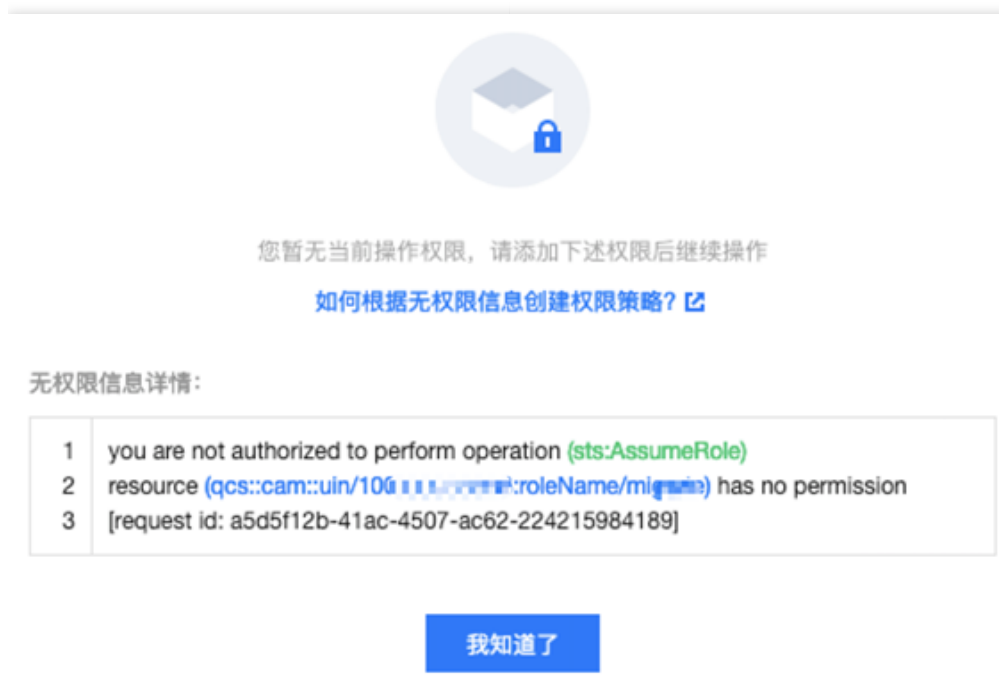 您暂无当前操作权限，请添加下述权限后继续操作
如何根据无权限信息创建权限策略?
无权限信息详情：
1 you are not authorized to perform operation (sts:AssumeRole)
2 resource (qcs::cam::uin/100 :roleName/mi ) has no permission
3 [request id: a5d5f12b-41ac-4507-ac62-224215984189]
我知道了